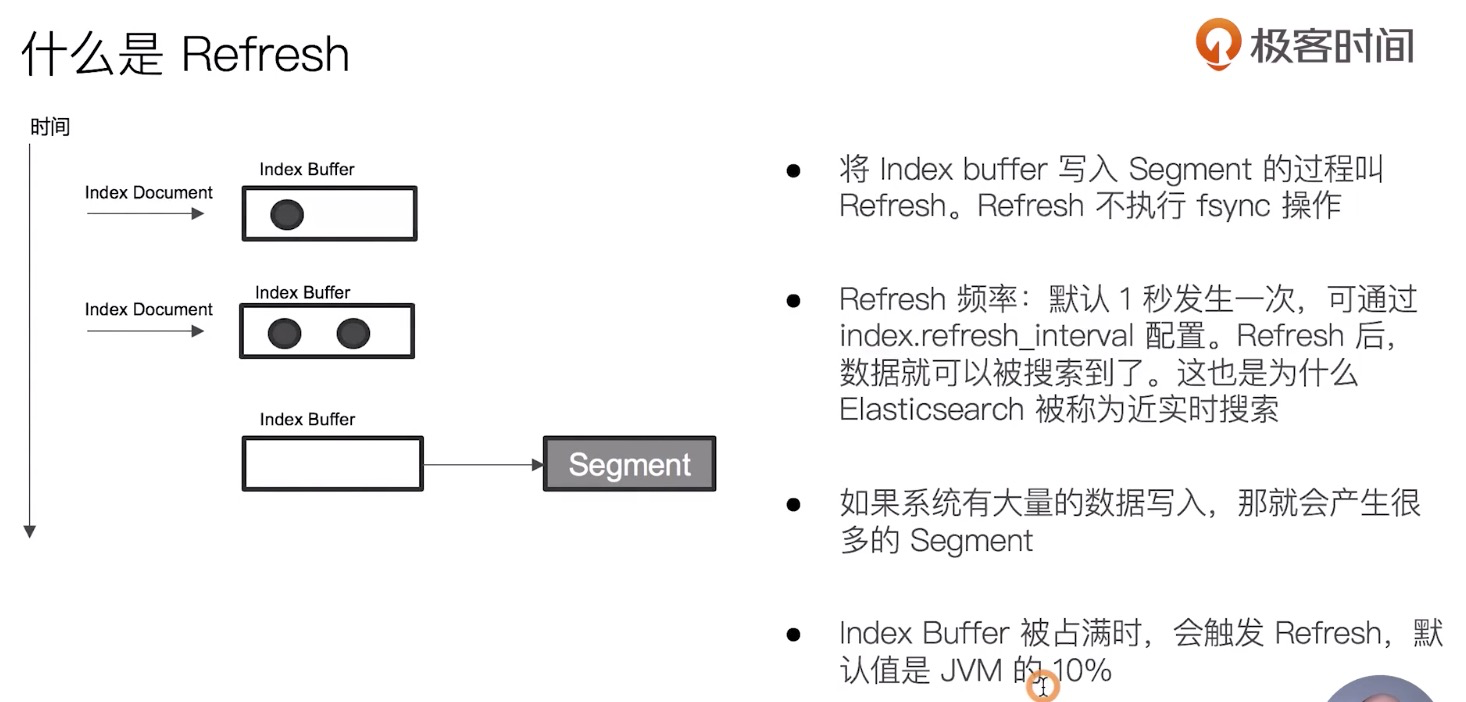 什么是 Refresh
极客时间
时间
Index Buffer
Index Document
Index Buffer
Index Document
Index Buffer
Segment
将 Index buffer 写入 Segment 的过程叫
Refresh。Refresh 不执行 fsync 操作
Refresh 频率：默认 1 秒发生一次，可通过
index.refresh_interval 配置。Refresh 后，
数据就可以被搜索到了。这也是为什么
Elasticsearch 被称为近实时搜索
如果系统有大量的数据写入，那就会产生很
多的 Segment
Index Buffer 被占满时，会触发 Refresh，默
认值是 JVM 的 10%